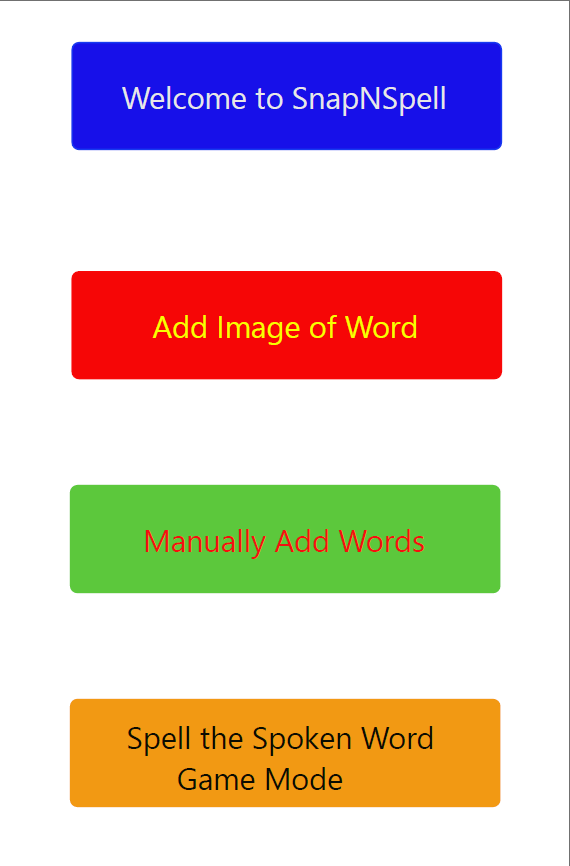 Welcome to SnapNSpell
Add Image of Word
Manually Add Words
Spell the Spoken Word
Game Mode